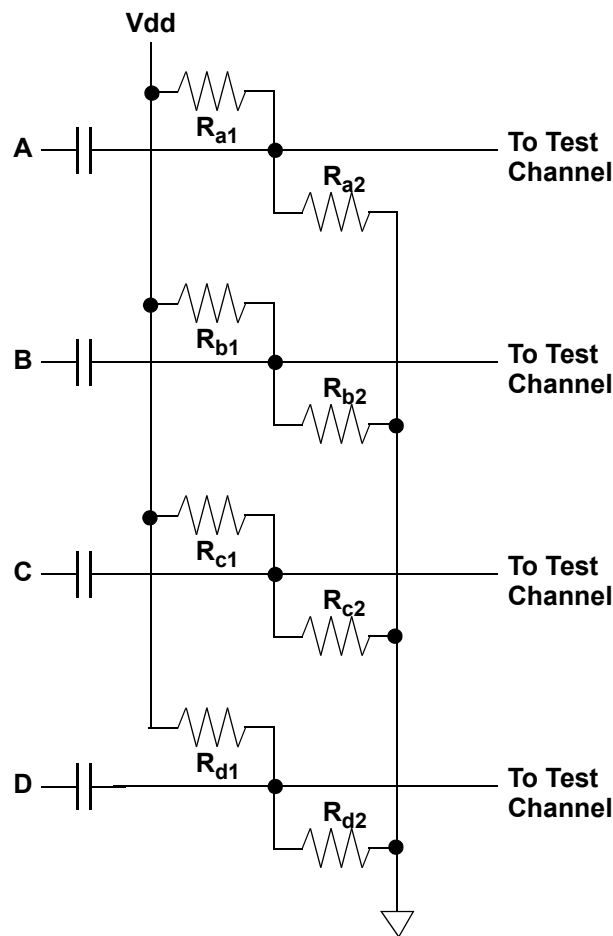 Vdd
Ra1
A
To Test
Channel
Ra2
Rb1
B
To Test
Channel
Rb2
Rc1
C
To Test
Channel
Rc2
Rd1
D
To Test
Channel
Rd2